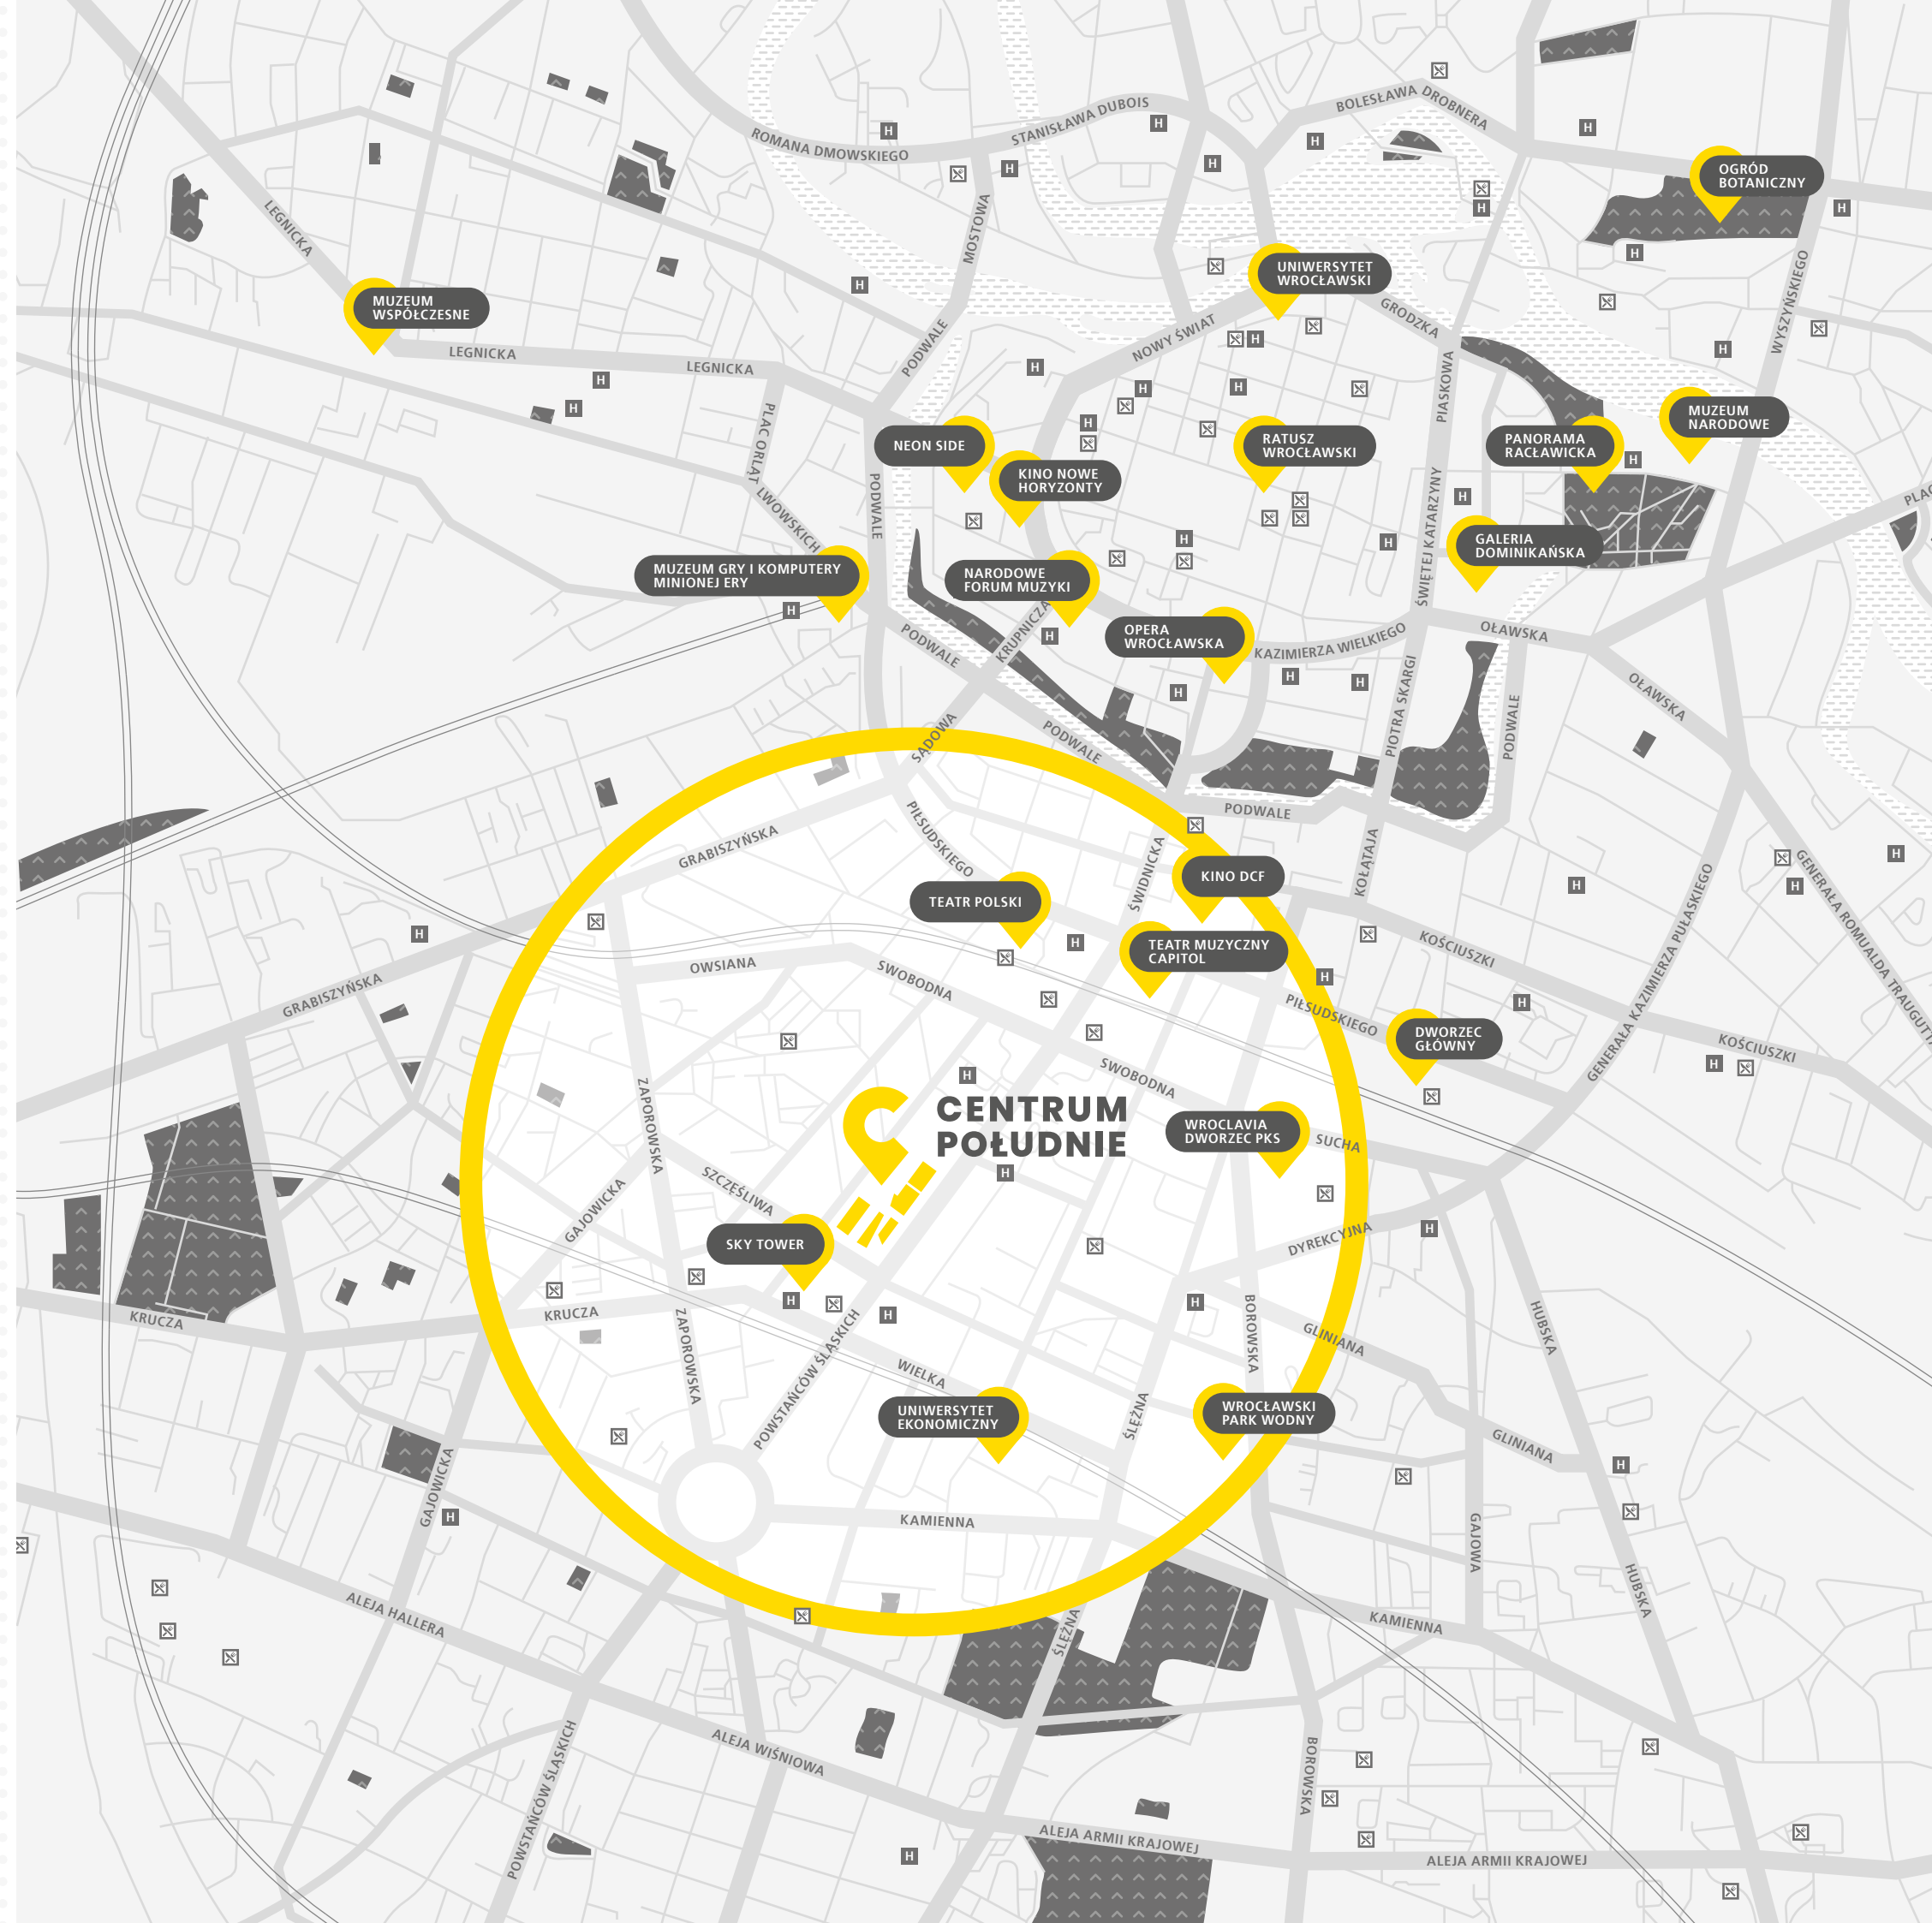 BOLESŁAWA DROBNERA
STANISŁAWA DUBOIS
ROMANA DMOWSKIEGO
H
H
H
H
H
H
OGRÓD
BOTANICZNY
LEGNICKA
MOSTOWA
H
H
H
UNIWERSYTET
WROCŁAWSKI
WYSZYŃSKIEGO
H
MUZEUM
WSPÓŁCZESNE
GRODZKA
NOWY ŚWIAT
PODWALE
LEGNICKA
LEGNICKA
H
H
H
H
H
H
H
H
PIASKOWA
PLAC ORLĄT LWOWSKICH
MUZEUM
NARODOWE
NEON SIDE
RATUSZ
WROCŁAWSKI
PANORAMA
RACŁAWICKA
H
KINO NOWE
HORYZONTY
H
PLAC
PODWALE
ŚWIĘTEJ KATARZYNY
H
H
GALERIA
DOMINIKAŃSKA
MUZEUM GRY I KOMPUTERY
MINIONEJ ERY
NARODOWE
FORUM MUZYKI
H
KRUPNICZA
H
OPERA
WROCŁAWSKA
KAZIMIERZA WIELKIEGO
OŁAWSKA
PODWALE
H
H
H
OŁAWSKA
PIOTRA SKARGI
PODWALE
SĄDOWA
PODWALE
PODWALE
GRABISZYŃSKA
PIŁSUDSKIEGO
ŚWIDNICKA
KOŁĄTAJA
KINO DCF
H
H
H
GENERAŁA ROMUALDA TRAUGUTTA
TEATR POLSKI
H
H
TEATR MUZYCZNY
CAPITOL
KOŚCIUSZKI
GENERAŁA KAZIMIERZA PUŁASKIEGO
OWSIANA
SWOBODNA
GRABISZYŃSKA
H
H
PIŁSUDSKIEGO
DWORZEC
GŁÓWNY
KOŚCIUSZKI
H
H
SWOBODNA
CENTRUM
POŁUDNIE
ZAPOROWSKA
WROCLAVIA
DWORZEC PKS
SUCHA
H
SZCZĘŚLIWA
GAJOWICKA
SKY TOWER
H
DYREKCYJNA
H
H
H
KRUCZA
KRUCZA
GLINIANA
HUBSKA
BOROWSKA
ZAPOROWSKA
POWSTAŃCÓW ŚLĄSKICH
WIELKA
UNIWERSYTET
EKONOMICZNY
WROCŁAWSKI
PARK WODNY
ŚLĘŻNA
GLINIANA
H
GAJOWICKA
H
KAMIENNA
GAJOWA
HUBSKA
ALEJA HALLERA
KAMIENNA
ŚLĘŻNA
ALEJA WIŚNIOWA
POWSTAŃCÓW ŚLĄSKICH
BOROWSKA
ALEJA ARMII KRAJOWEJ
H
ALEJA ARMII KRAJOWEJ